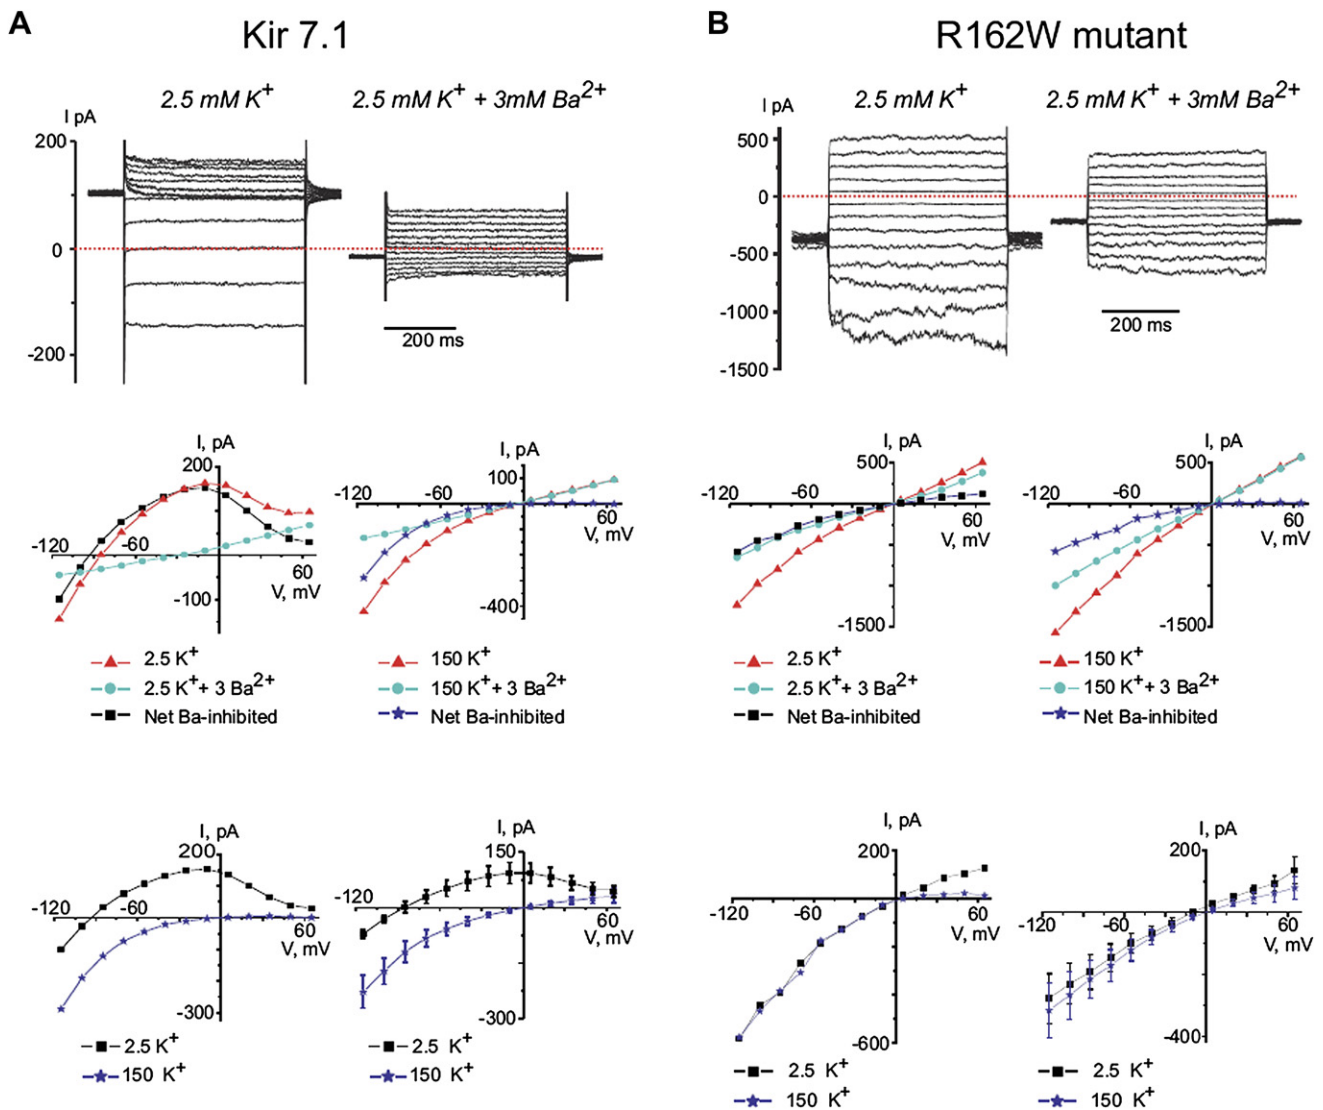 A
Kir 7.1
2.5 mM K+
2.5 mM K+ + 3mM Ba2+
I pA
200
0
-200
200 ms
I, pA
200
-120
-60
60
V, mV
-100
2.5 K+
2.5 K+ + 3 Ba2+
Net Ba-inhibited
I, pA
100
-120
-60
60
V, mV
-400
150 K+
150 K+ + 3 Ba2+
Net Ba-inhibited
I, pA
200
-120
-60
60
V, mV
-300
2.5 K+
150 K+
I, pA
150
-120
60
V, mV
-300
2.5 K+
150 K+
B
R162W mutant
2.5 mM K+
2.5 mM K+ + 3mM Ba2+
I pA
500
0
-500
-1000
-1500
200 ms
I, pA
500
-120
-60
60
V, mV
-1500
2.5 K+
2.5 K+ + 3 Ba2+
Net Ba-inhibited
I, pA
500
-120
-60
60
V, mV
-1500
150 K+
150 K+ + 3 Ba2+
Net Ba-inhibited
I, pA
200
-120
-60
60
V, mV
-600
2.5 K+
150 K+
I, pA
200
-120
-60
60
V, mV
-400
2.5 K+
150 K+